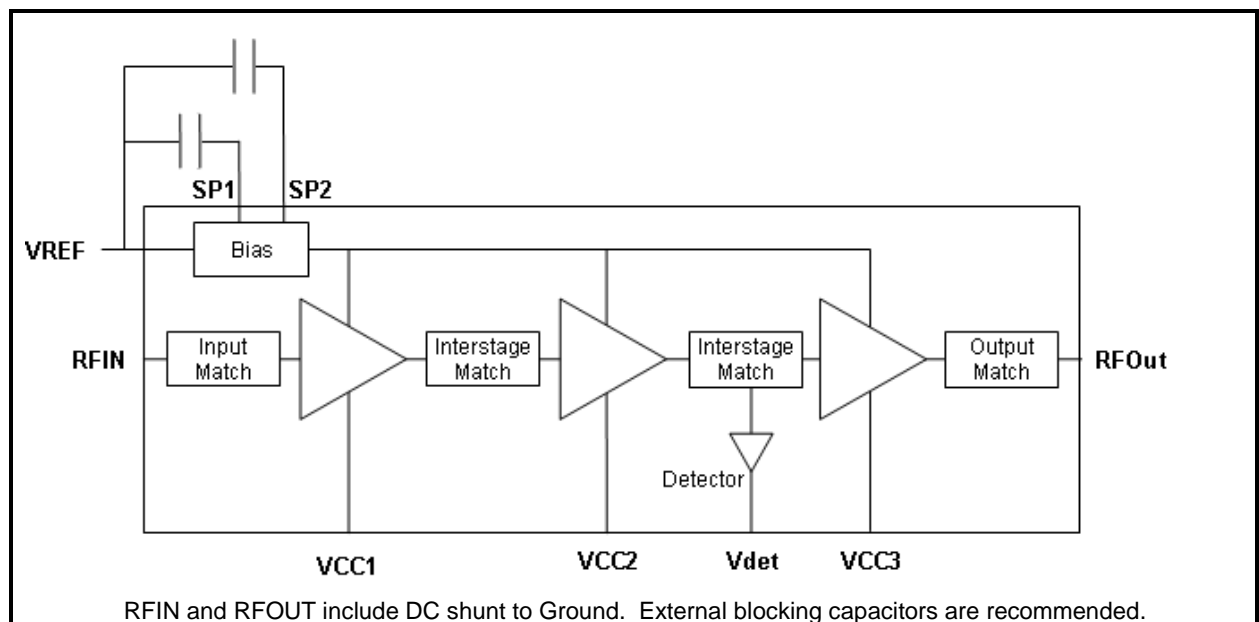 SP1
SP2
VREF
Bias
RFIN
Input
Match
Interstage
Match
Interstage
Match
Output
Match
RFOut
Detector
VCC1
VCC2
Vdet
VCC3
RFIN and RFOUT include DC shunt to Ground.  External blocking capacitors are recommended.